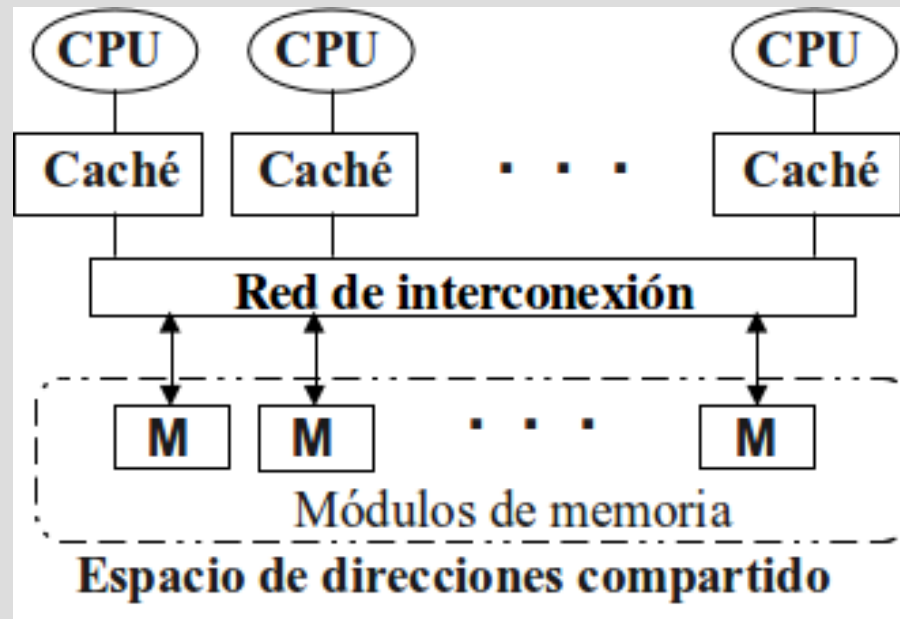 CPU CPU CPU
Caché Caché . . . Caché
Red de interconexión
M M . . . M
Módulos de memoria
Espacio de direcciones compartido